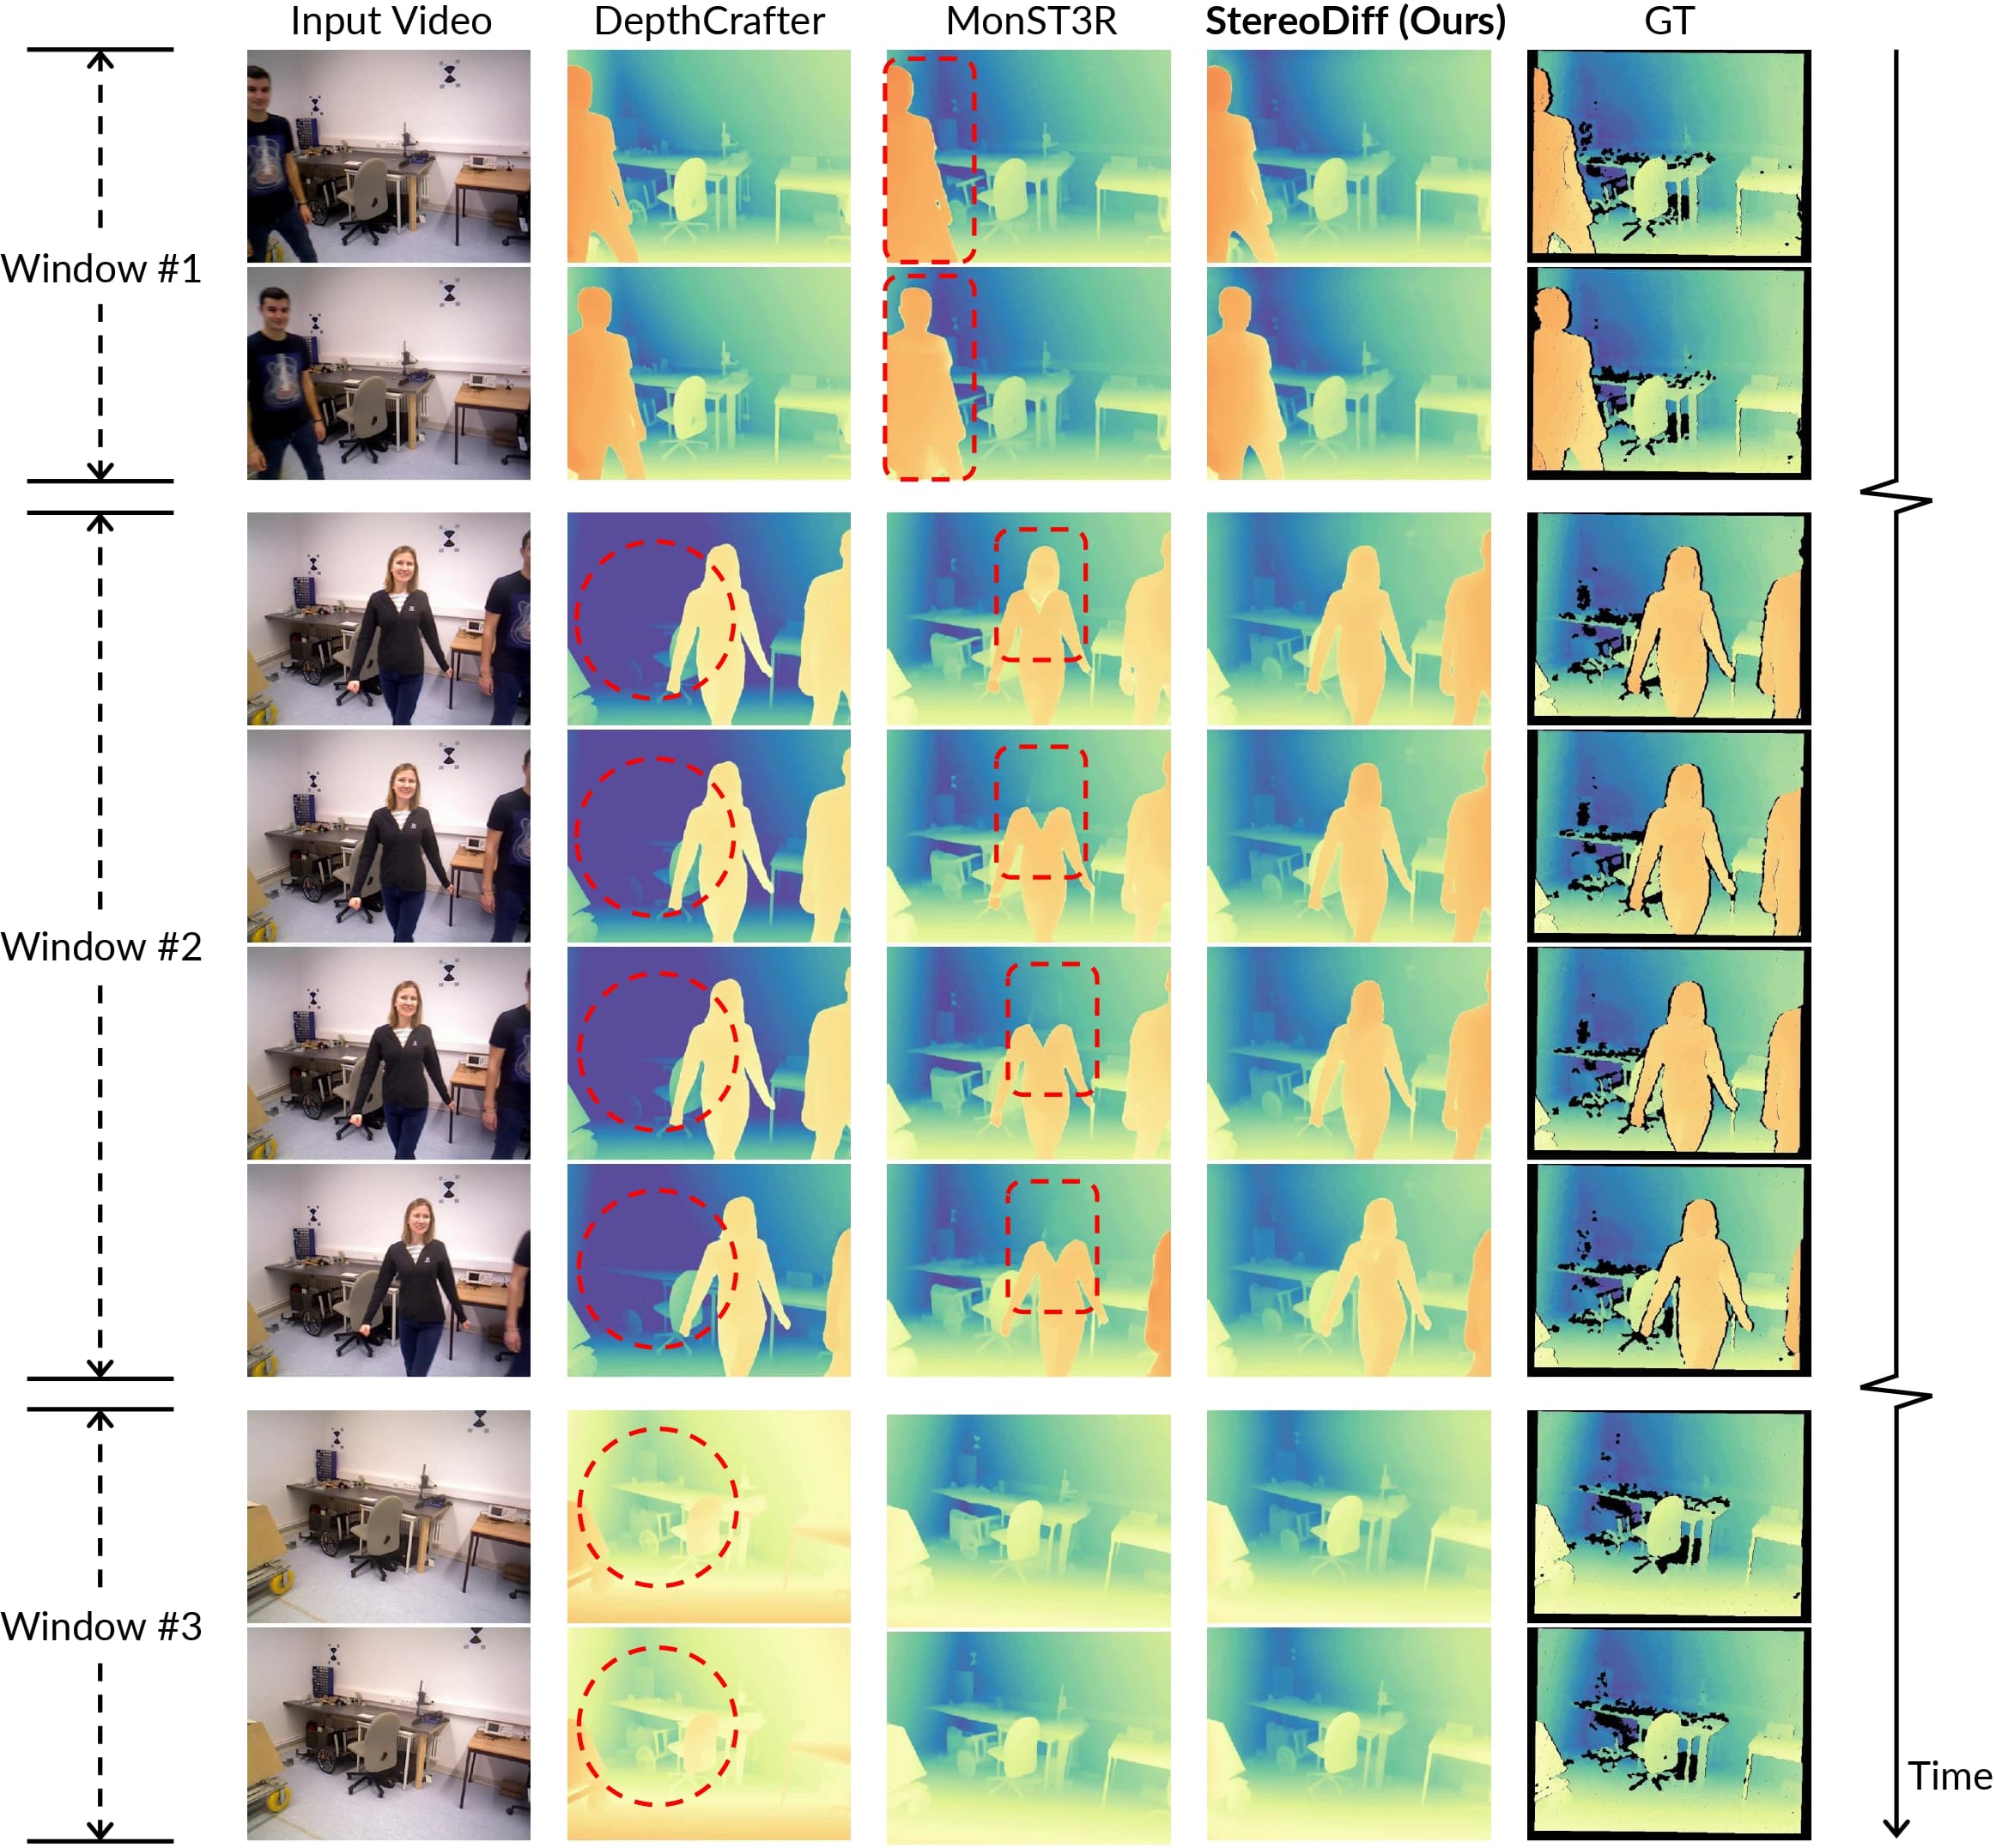 Input Video DepthCrafter MonST3R StereoDiff (Ours) GT
Window #1
Window #2
Window #3
Time